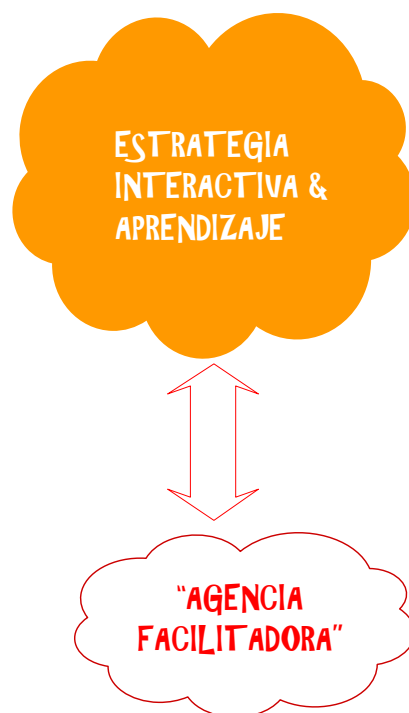 ESTRATEGIA
INTERACTIVA &
APRENDIZAJE
“AGENCIA
FACILITADORA”